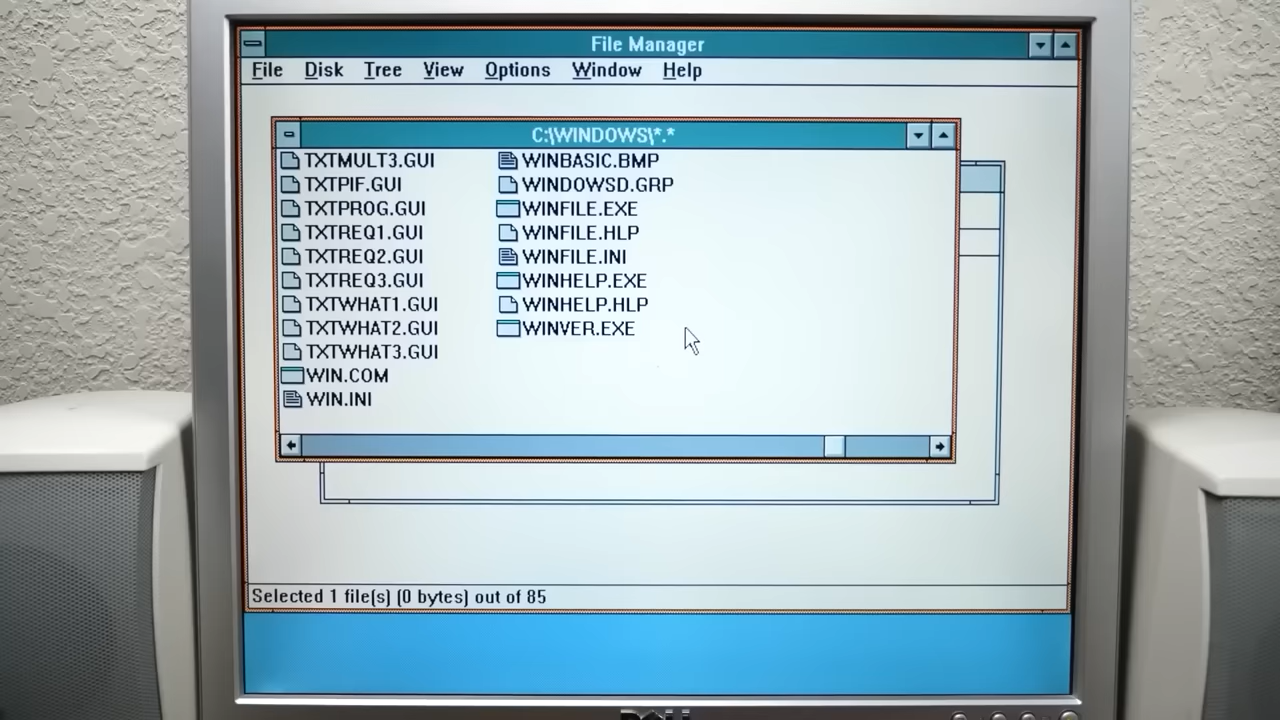 File Manager
File Disk Tree View Options Window Help
C:\WINDOWS\*.*
TXTMULT3.GUI
TXTPIF.GUI
TXTPROG.GUI
TXTREQ1.GUI
TXTREQ2.GUI
TXTREQ3.GUI
TXTWHAT1.GUI
TXTWHAT2.GUI
TXTWHAT3.GUI
WIN.COM
WIN.INI
WINBASIC.BMP
WINDOWSD.GRP
WINFILE.EXE
WINFILE.HLP
WINFILE.INI
WINHELP.EXE
WINHELP.HLP
WINVER.EXE
Selected 1 file(s) (0 bytes) out of 85
DELL